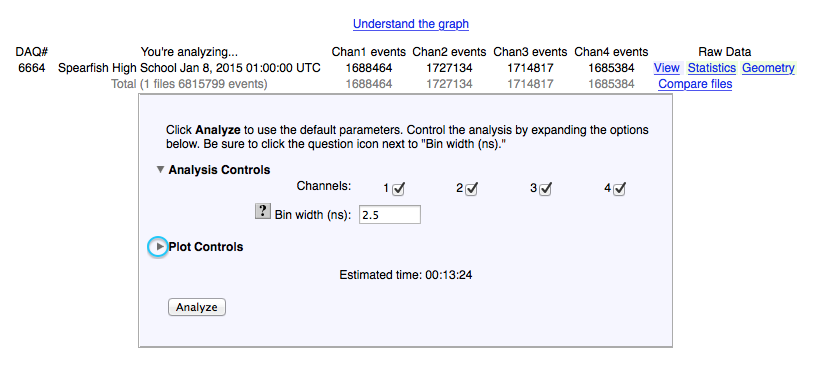 Understand the graph
DAQ# You're analyzing... Chan1 events Chan2 events Chan3 events Chan4 events Raw Data
6664 Spearfish High School Jan 8, 2015 01:00:00 UTC 1688464 1727134 1714817 1685384 View Statistics Geometry
Total (1 files 6815799 events) 1688464 1727134 1714817 1685384 Compare files
Click Analyze to use the default parameters. Control the analysis by expanding the options
below. Be sure to click the question icon next to "Bin width (ns)."
Analysis Controls
Channels: 1 2 3 4
? Bin width (ns): 2.5
Plot Controls
Estimated time: 00:13:24
Analyze